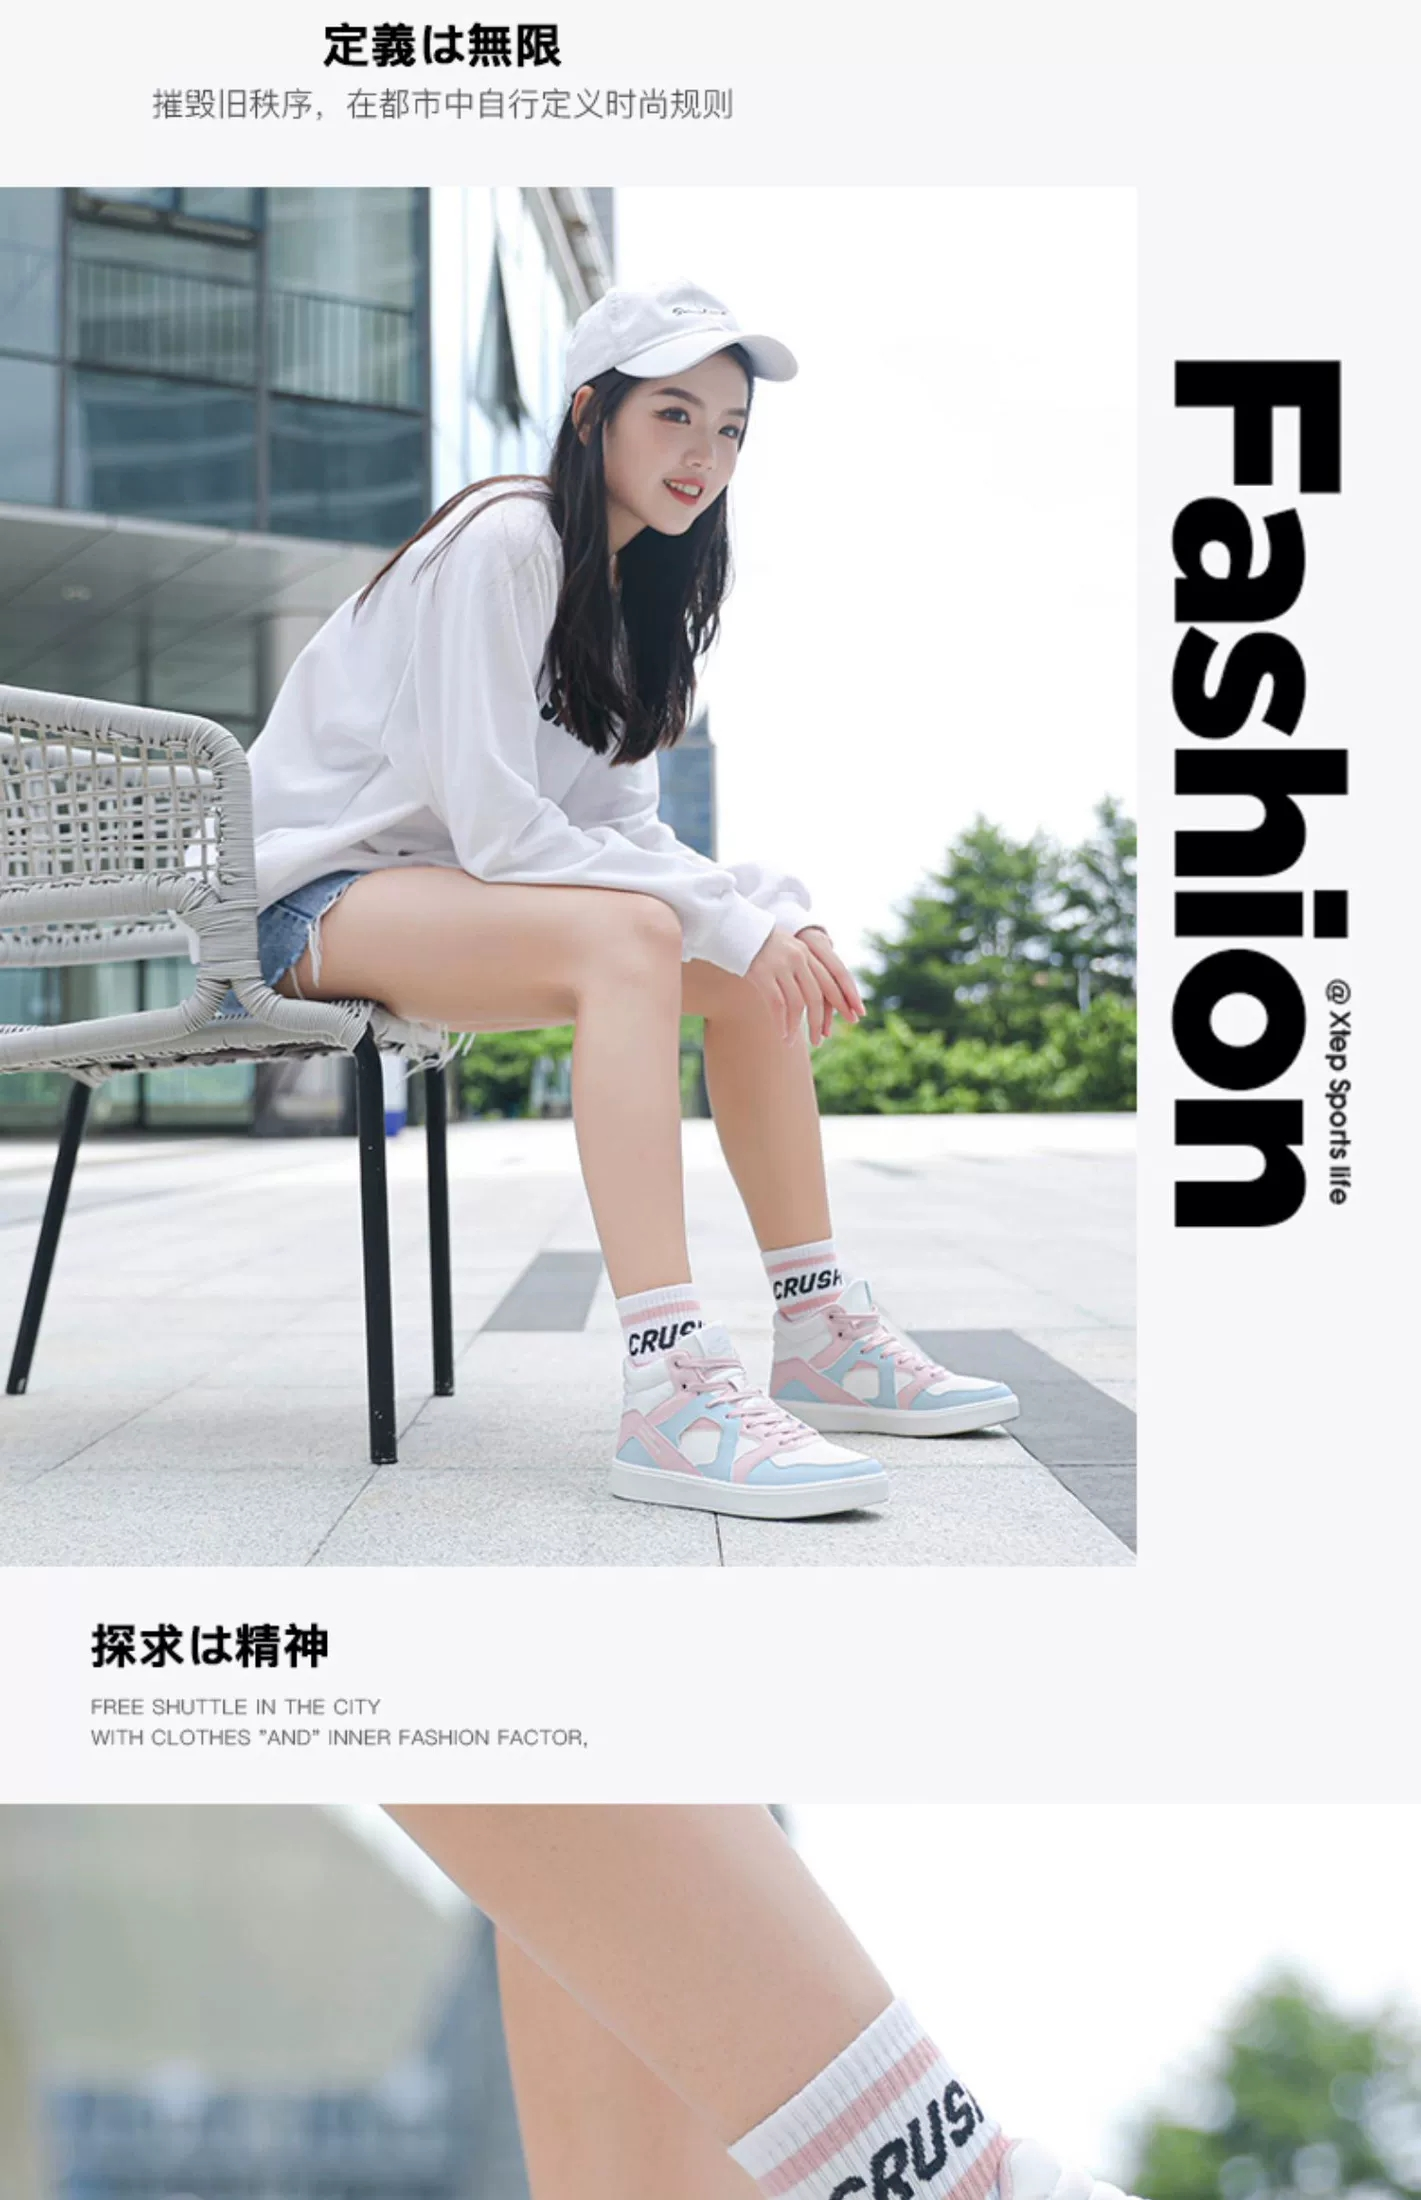 定義は無限
摧毁旧秩序，在都市中自行定义时尚规则
Fashion
@ Xtep Sports life
CRUSH
CRUS
探求は精神
FREE SHUTTLE IN THE CITY
WITH CLOTHES ”AND” INNER FASHION FACTOR,
CRUSH